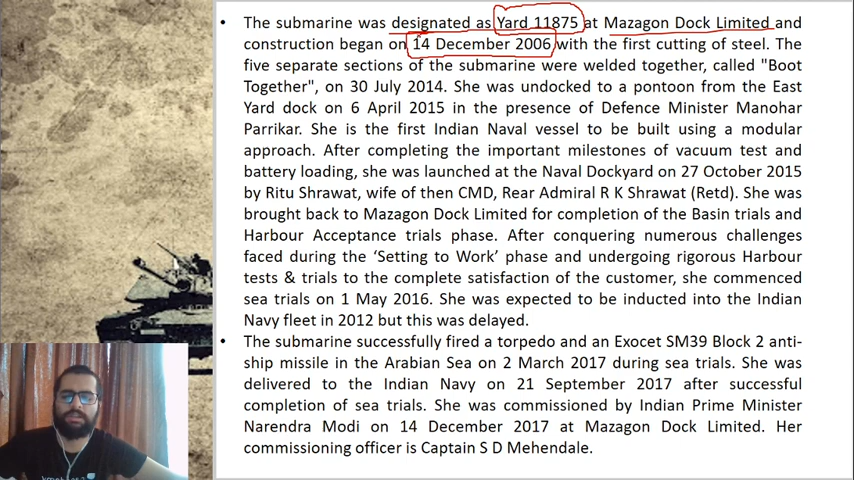 The submarine was designated as Yard 11875 at Mazagon Dock Limited and
construction began on 14 December 2006 with the first cutting of steel. The
five separate sections of the submarine were welded together, called "Boot
Together", on 30 July 2014. She was undocked to a pontoon from the East
Yard dock on 6 April 2015 in the presence of Defence Minister Manohar
Parrikar. She is the first Indian Naval vessel to be built using a modular
approach. After completing the important milestones of vacuum test and
battery loading, she was launched at the Naval Dockyard on 27 October 2015
by Ritu Shrawat, wife of then CMD, Rear Admiral R K Shrawat (Retd). She was
brought back to Mazagon Dock Limited for completion of the Basin trials and
Harbour Acceptance trials phase. After conquering numerous challenges
faced during the ‘Setting to Work’ phase and undergoing rigorous Harbour
tests & trials to the complete satisfaction of the customer, she commenced
sea trials on 1 May 2016. She was expected to be inducted into the Indian
Navy fleet in 2012 but this was delayed.
The submarine successfully fired a torpedo and an Exocet SM39 Block 2 anti-
ship missile in the Arabian Sea on 2 March 2017 during sea trials. She was
delivered to the Indian Navy on 21 September 2017 after successful
completion of sea trials. She was commissioned by Indian Prime Minister
Narendra Modi on 14 December 2017 at Mazagon Dock Limited. Her
commissioning officer is Captain S D Mehendale.